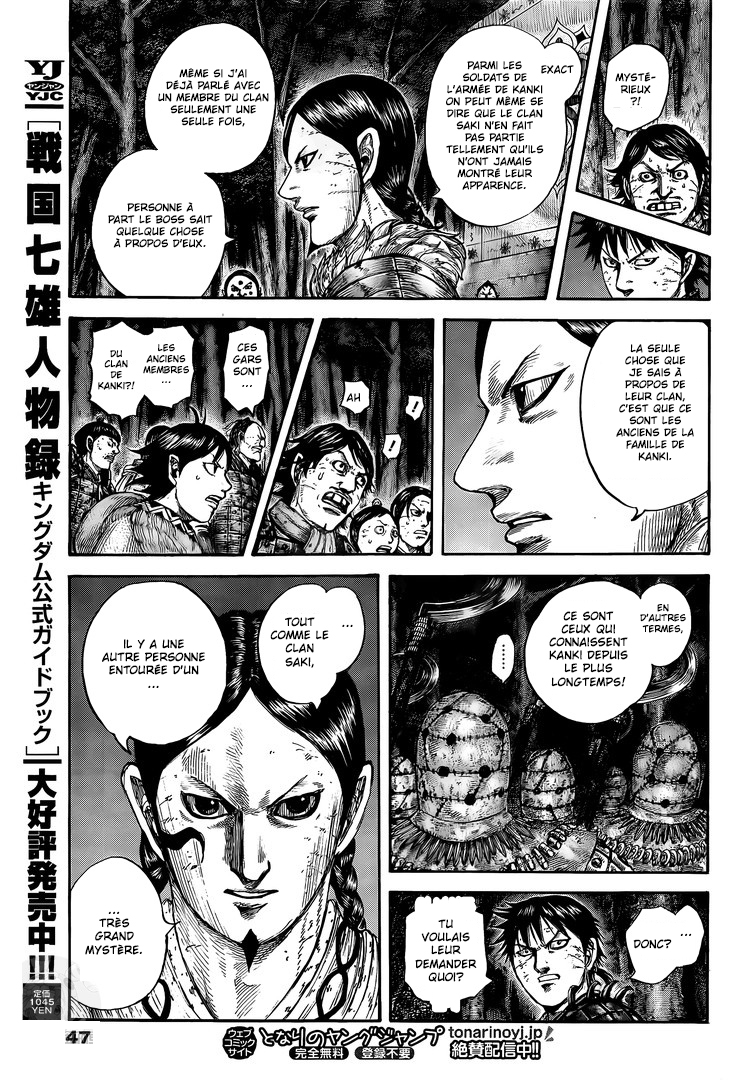 MYSTÉ-
RIEUX
?!
EXACT
PARMI LES
SOLDATS DE
L'ARMÉE DE KANKI
ON PEUT MÊME SE
DIRE QUE LE CLAN
SAKI N'EN FAIT
PAS PARTIE
TELLEMENT QU'ILS
N'ONT JAMAIS
MONTRÉ LEUR
APPARENCE.
MÊME SI J'AI
DÉJÀ PARLÉ AVEC
UN MEMBRE DU CLAN
SEULEMENT UNE
SEULE FOIS,
PERSONNE À
PART LE BOSS SAIT
QUELQUE CHOSE
À PROPOS D'EUX.
LA SEULE
CHOSE QUE
JE SAIS À
PROPOS DE
LEUR CLAN,
C'EST QUE CE
SONT LES
ANCIENS DE LA
FAMILLE DE
KANKI.
!
!
AH
CES
GARS
SONT ...
LES
ANCIENS
MEMBRES
...
DU
CLAN
DE
KANKI?!
EN
D'AUTRES
TERMES,
CE SONT
CEUX QUI
CONNAISSENT
KANKI DEPUIS
LE PLUS
LONGTEMPS!
......
DONC?
TU
VOULAIS
LEUR
DEMANDER
QUOI?
...
TOUT
COMME LE
CLAN
SAKI,
IL Y A UNE
AUTRE PERSONNE
ENTOURÉE D'UN
...
...
TRÈS
GRAND
MYSTÈRE.
YJ
ヤンジャン
YJC
[戦国七雄人物録 キングダム公式ガイドブック]大好評発売中!!!
定価
1045
YEN
47
ウェブ
コミック
サイト
となりのヤングジャンプ
完全無料
登録不要
tonarinoyj.jp
絶賛配信中!!